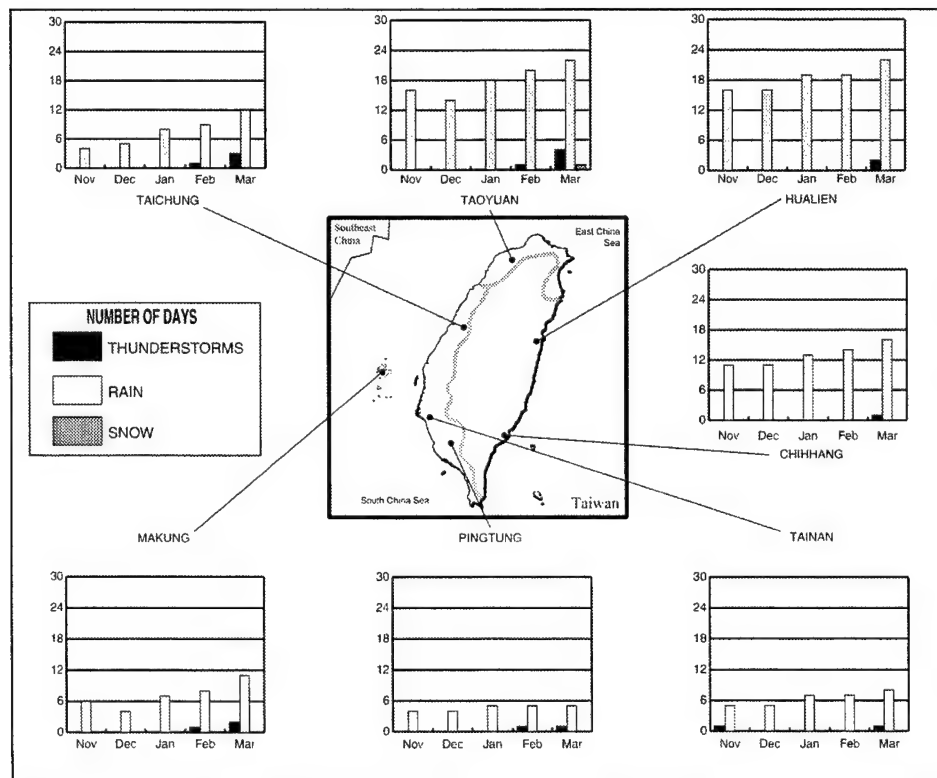 30
24
18
12
6
0
Nov Dec Jan Feb Mar
TAICHUNG
30
24
18
12
6
0
Nov Dec Jan Feb Mar
TAOYUAN
30
24
18
12
6
0
Nov Dec Jan Feb Mar
HUALIEN
Southeast
China
East China
Sea
South China Sea
Taiwan
NUMBER OF DAYS
THUNDERSTORMS
RAIN
SNOW
30
24
18
12
6
0
Nov Dec Jan Feb Mar
CHIHHANG
MAKUNG
PINGTUNG
TAINAN
30
24
18
12
6
0
Nov Dec Jan Feb Mar
30
24
18
12
6
0
Nov Dec Jan Feb Mar
30
24
18
12
6
0
Nov Dec Jan Feb Mar